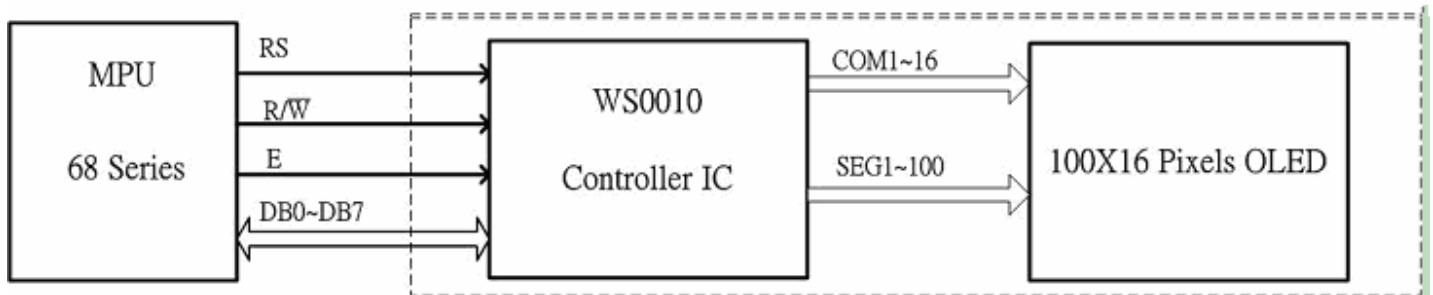 MPU
68 Series
RS
R/W̅
E
DB0~DB7
WS0010
Controller IC
COM1~16
SEG1~100
100X16 Pixels OLED